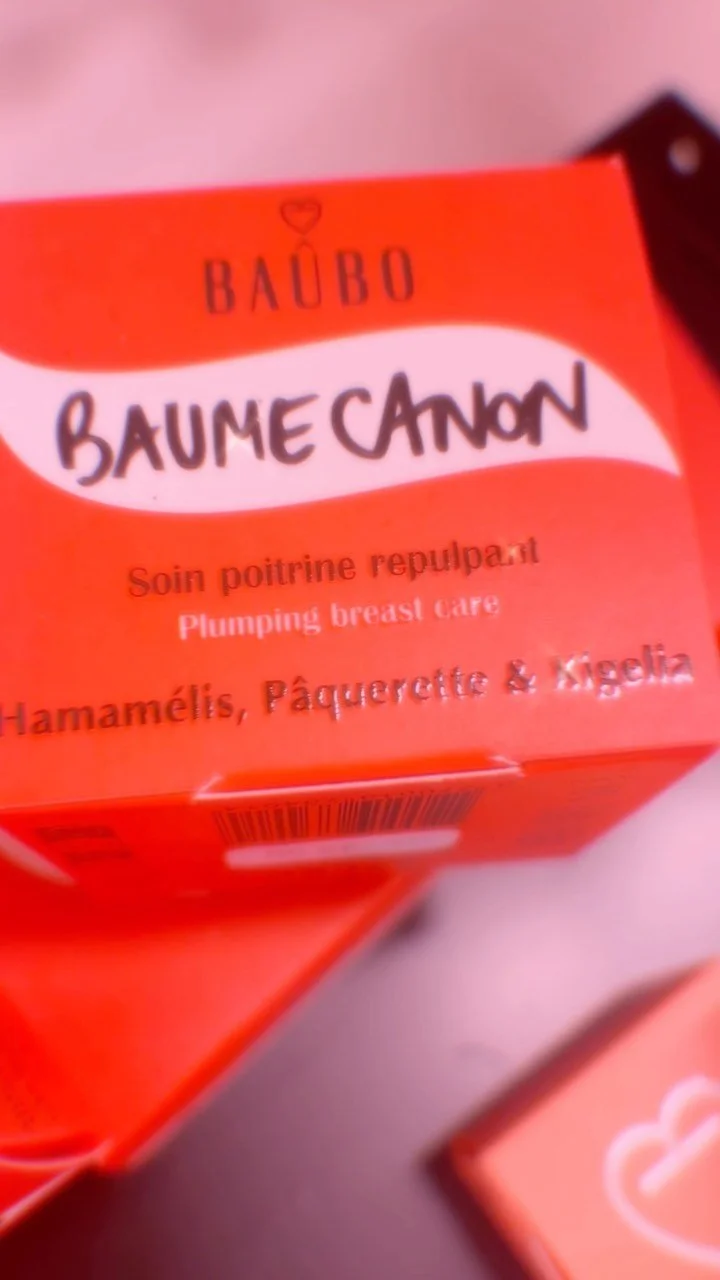 BAÛBO
BAUME CANON
Soin poitrine repulpant
Plumping breast care
Hamamélis, Pâquerette & Kigelia